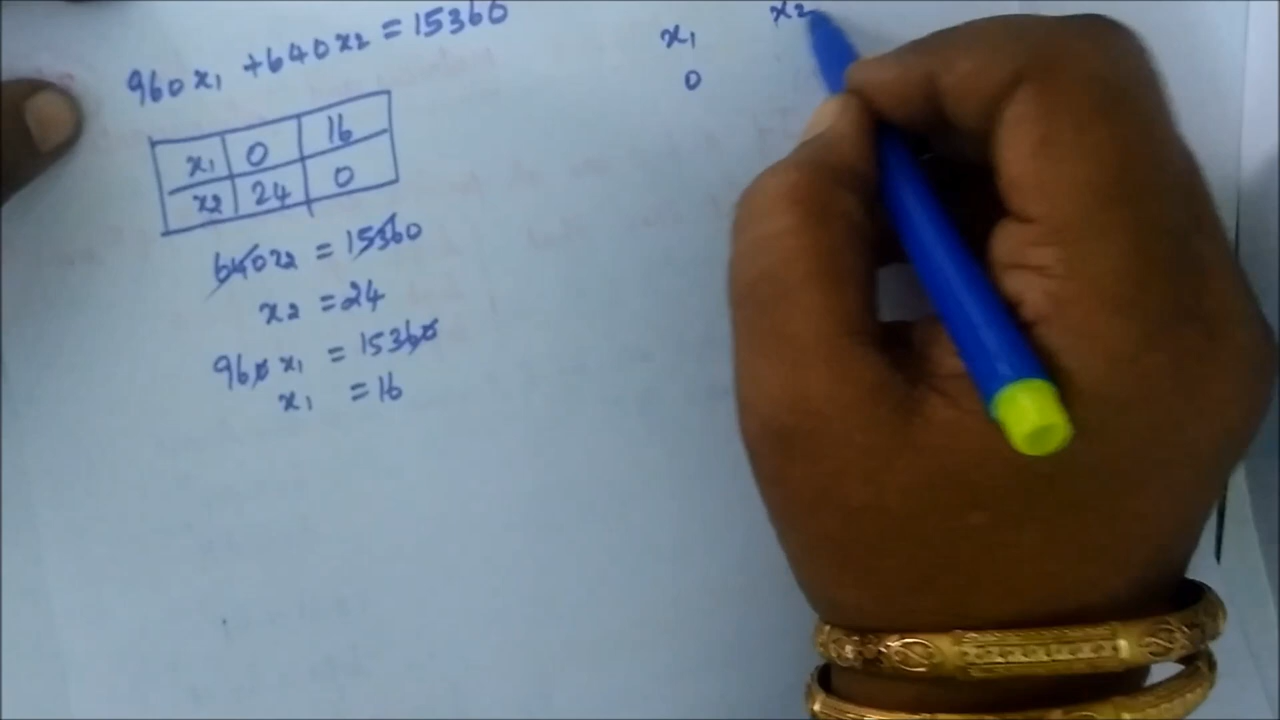 960x₁ + 640x₂ = 15360
x₁ 0 16
x₂ 24 0
640x₂ = 15360
x₂ = 24
960x₁ = 15360
x₁ = 16
x₁ x₂
0